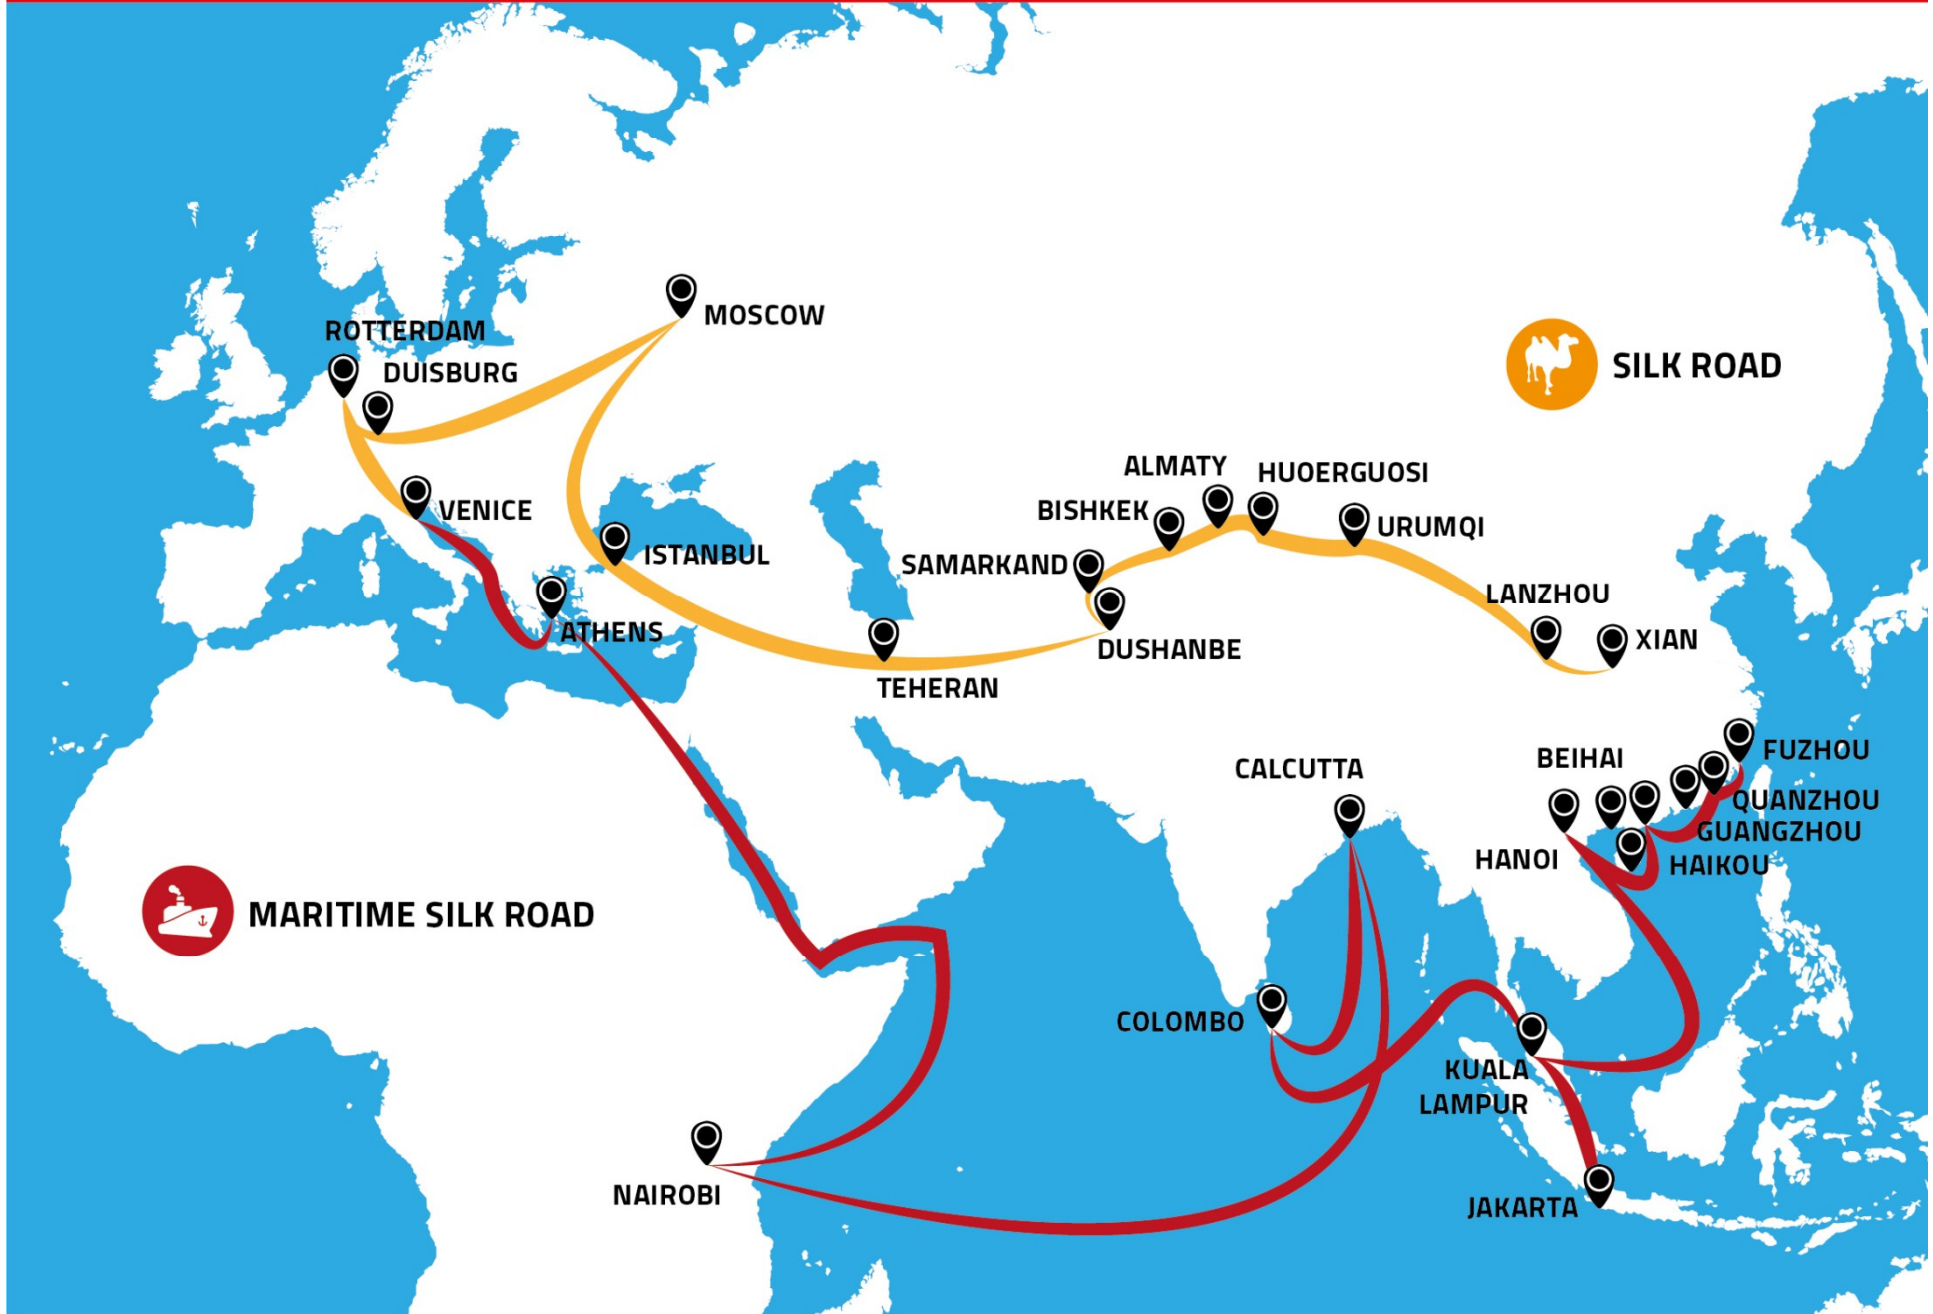 MOSCOW
ROTTERDAM
DUISBURG
SILK ROAD
ALMATY
HUOERGUOSI
VENICE
BISHKEK
URUMQI
ISTANBUL
SAMARKAND
LANZHOU
ATHENS
XIAN
DUSHANBE
TEHERAN
FUZHOU
BEIHAI
CALCUTTA
QUANZHOU
GUANGZHOU
HANOI
HAIKOU
MARITIME SILK ROAD
COLOMBO
KUALA
LAMPUR
NAIROBI
JAKARTA